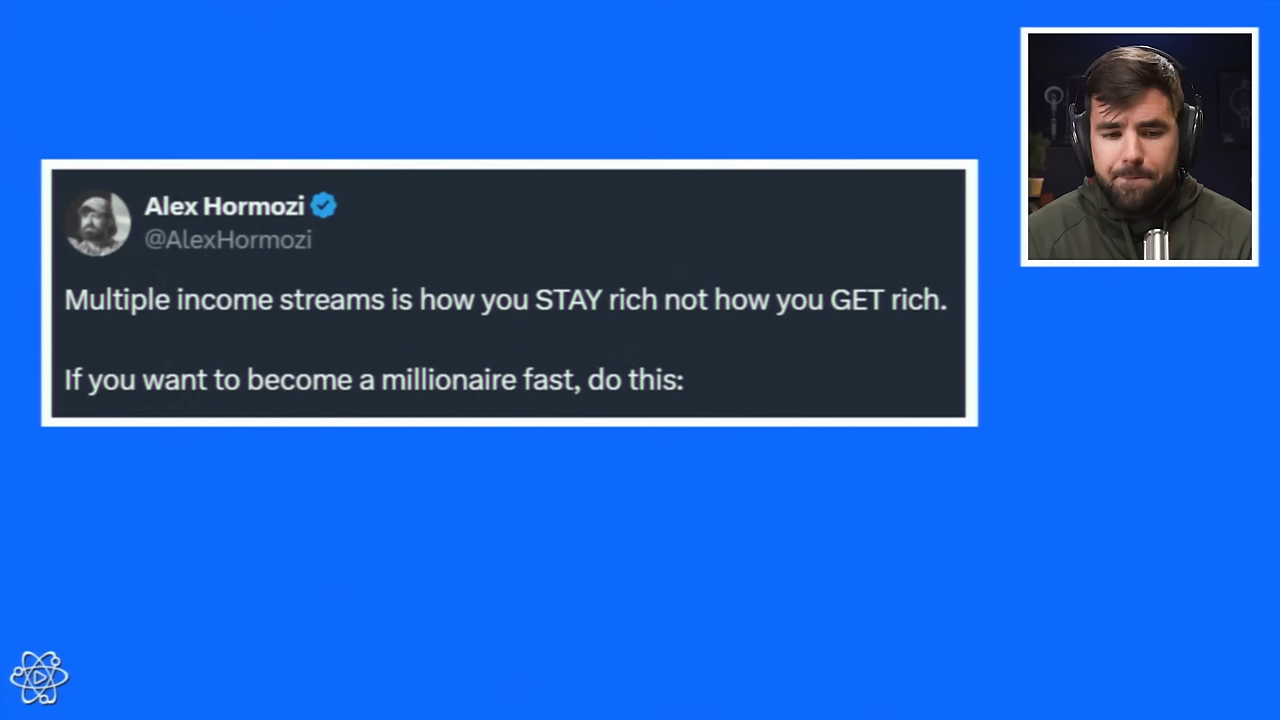 Alex Hormozi
@AlexHormozi
Multiple income streams is how you STAY rich not how you GET rich.
If you want to become a millionaire fast, do this: